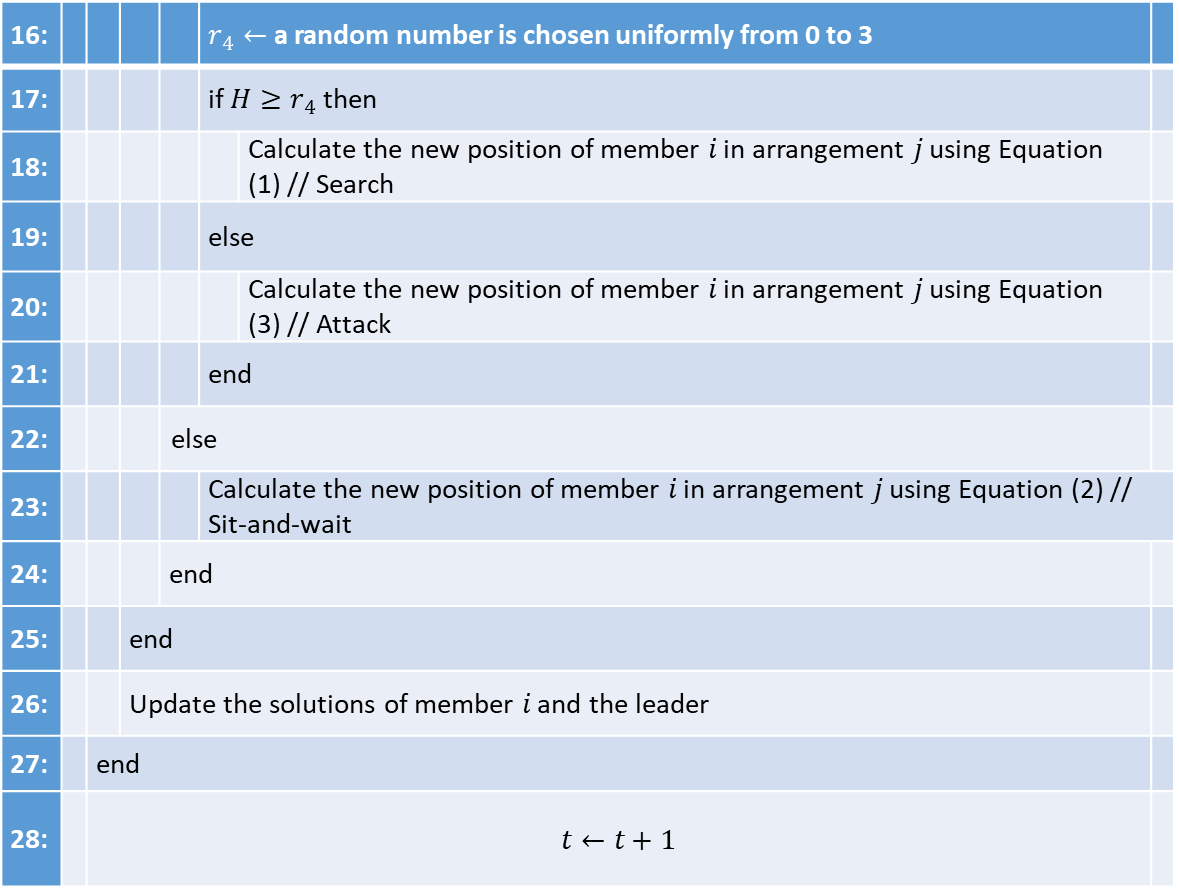 16: r₄ ← a random number is chosen uniformly from 0 to 3
17: if H ≥ r₄ then
18: Calculate the new position of member i in arrangement j using Equation
(1) // Search
19: else
20: Calculate the new position of member i in arrangement j using Equation
(3) // Attack
21: end
22: else
23: Calculate the new position of member i in arrangement j using Equation (2) //
Sit-and-wait
24: end
25: end
26: Update the solutions of member i and the leader
27: end
28: t ← t + 1